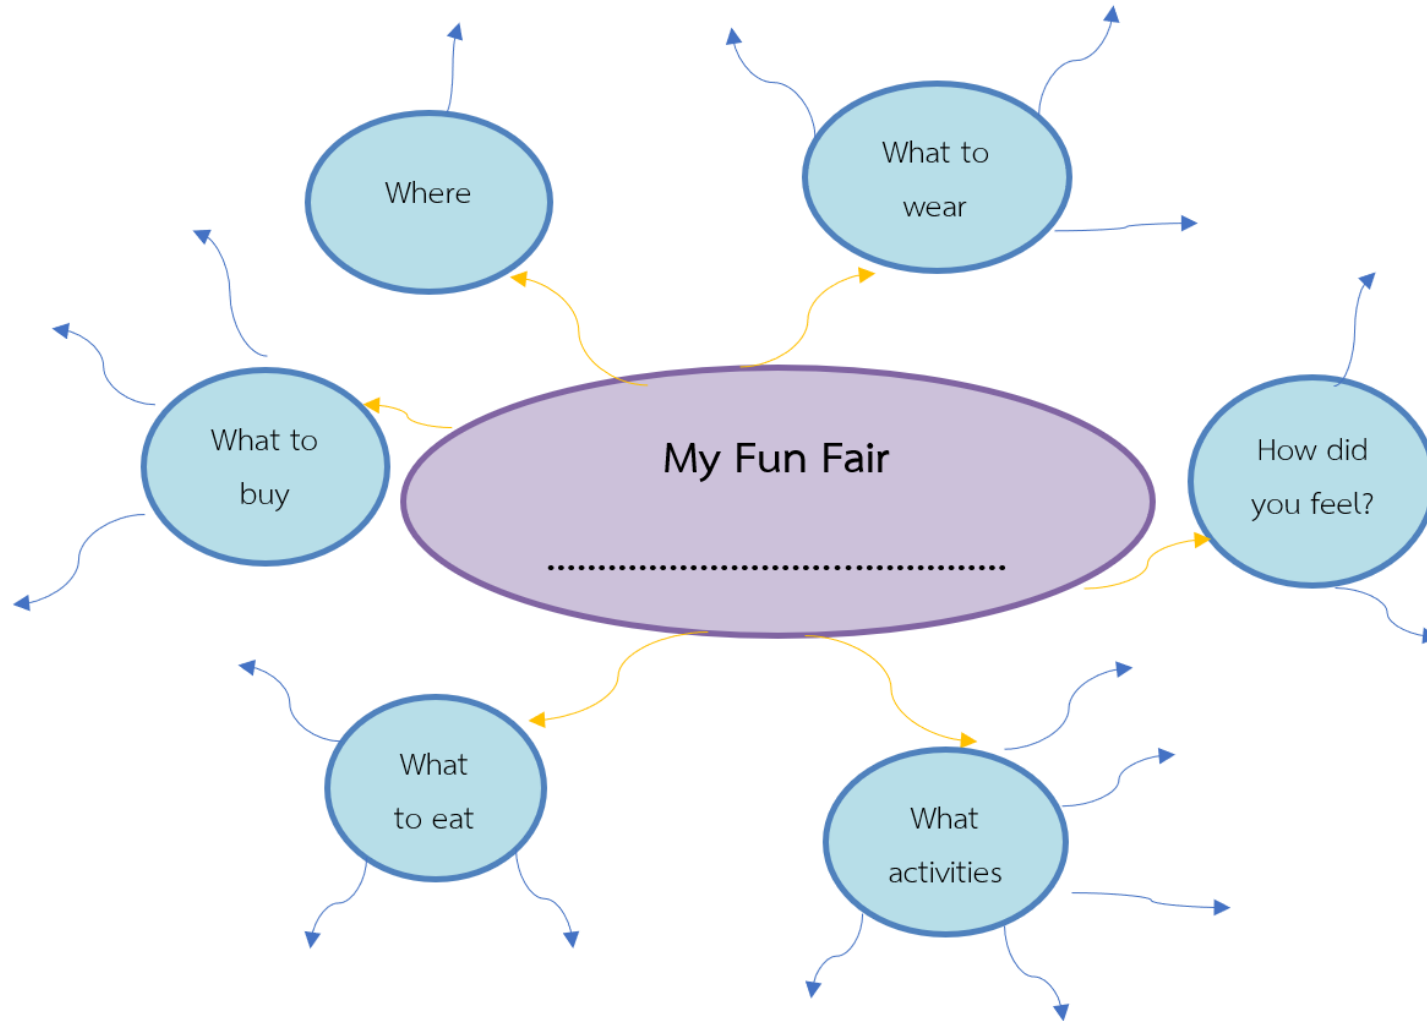 Where
What to
wear
What to
buy
My Fun Fair
.............................................
How did
you feel?
What
to eat
What
activities